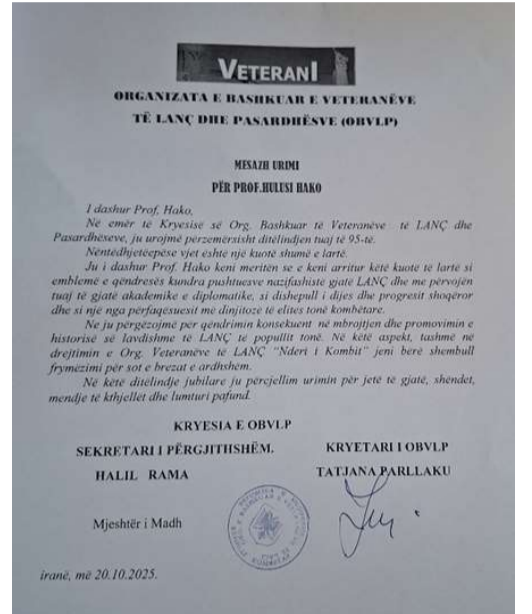 VETERANI
ORGANIZATA E BASHKUAR E VETERANËVE
TË LANÇ DHE PASARDHËSVE (OBVLP)
MESAZH URIMI
PËR PROF.HULUSI HAKO
I dashur Prof, Hako,
Në emër të Kryesisë së Org. Bashkuar të Veteranëve të LANÇ dhe
Pasardhëseve, ju urojmë përzemërsisht ditëlindjen tuaj të 95-të.
Nëntëdhjetëepëse vjet është një kuotë shumë e lartë.
Ju i dashur Prof. Hako keni meritën se e keni arritur këtë kuotë të lartë si
emblemë e qëndresës kundra pushtuesve nazifashistë gjatë LANÇ dhe me përvojën
tuaj të gjatë akademike e diplomatike, si dishepull i dijes dhe progresit shoqëror
dhe si një nga përfaqësuesit më dinjitozë të elitës tonë kombëtare.
Ne ju përgëzojmë për qëndrimin konsekuent në mbrojtjen dhe promovimin e
historisë së lavdishme të LANÇ të popullit tonë. Në këtë aspekt, tashmë në
drejtimin e Org. Veteranëve të LANÇ "Nderi i Kombit" jeni bërë shembull
frymëzimi për sot e brezat e ardhshëm.
Në këtë ditëlindje jubilare ju përcjellim urimin për jetë të gjatë, shëndet,
mendje të kthjellët dhe lumturi pafund.
KRYESIA E OBVLP
SEKRETARI I PËRGJITHSHËM. KRYETARI I OBVLP
HALIL RAMA TATJANA PARLLAKU
Mjeshtër i Madh
iranë, më 20.10.2025.